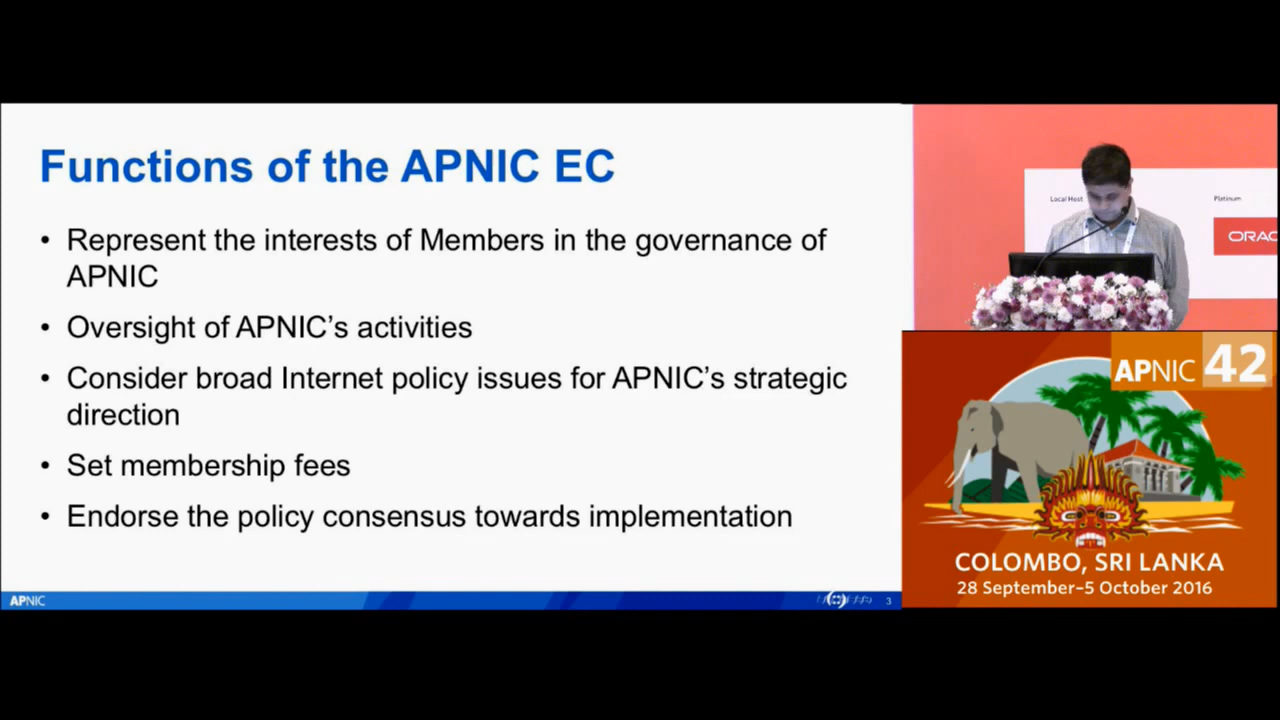 Functions of the APNIC EC
• Represent the interests of Members in the governance of
APNIC
• Oversight of APNIC’s activities
• Consider broad Internet policy issues for APNIC’s strategic
direction
• Set membership fees
• Endorse the policy consensus towards implementation
APNIC
3
Local Host
Platinum
ORAC
APNIC 42
COLOMBO, SRI LANKA
28 September–5 October 2016